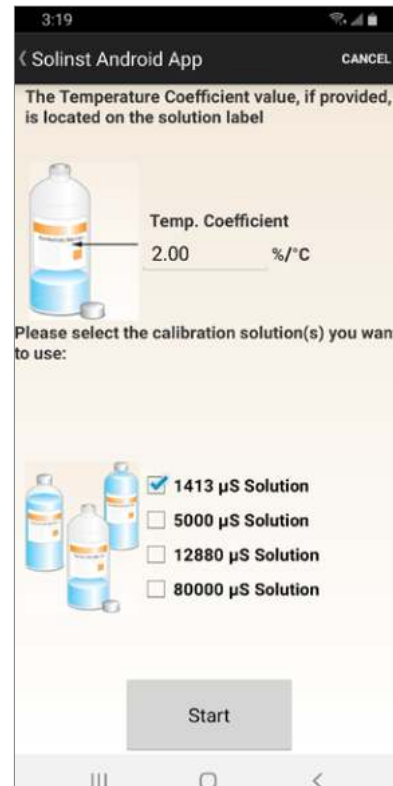 3:19
Solinst Android App
CANCEL
The Temperature Coefficient value, if provided,
is located on the solution label
Temp. Coefficient
2.00 %/°C
Please select the calibration solution(s) you wan
to use:
1413 µS Solution
5000 µS Solution
12880 µS Solution
80000 µS Solution
Start